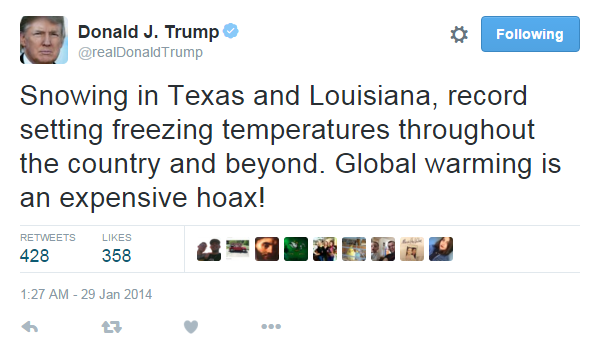 Donald J. Trump
@realDonaldTrump
Following
Snowing in Texas and Louisiana, record
setting freezing temperatures throughout
the country and beyond. Global warming is
an expensive hoax!
RETWEETS LIKES
428 358
1:27 AM - 29 Jan 2014